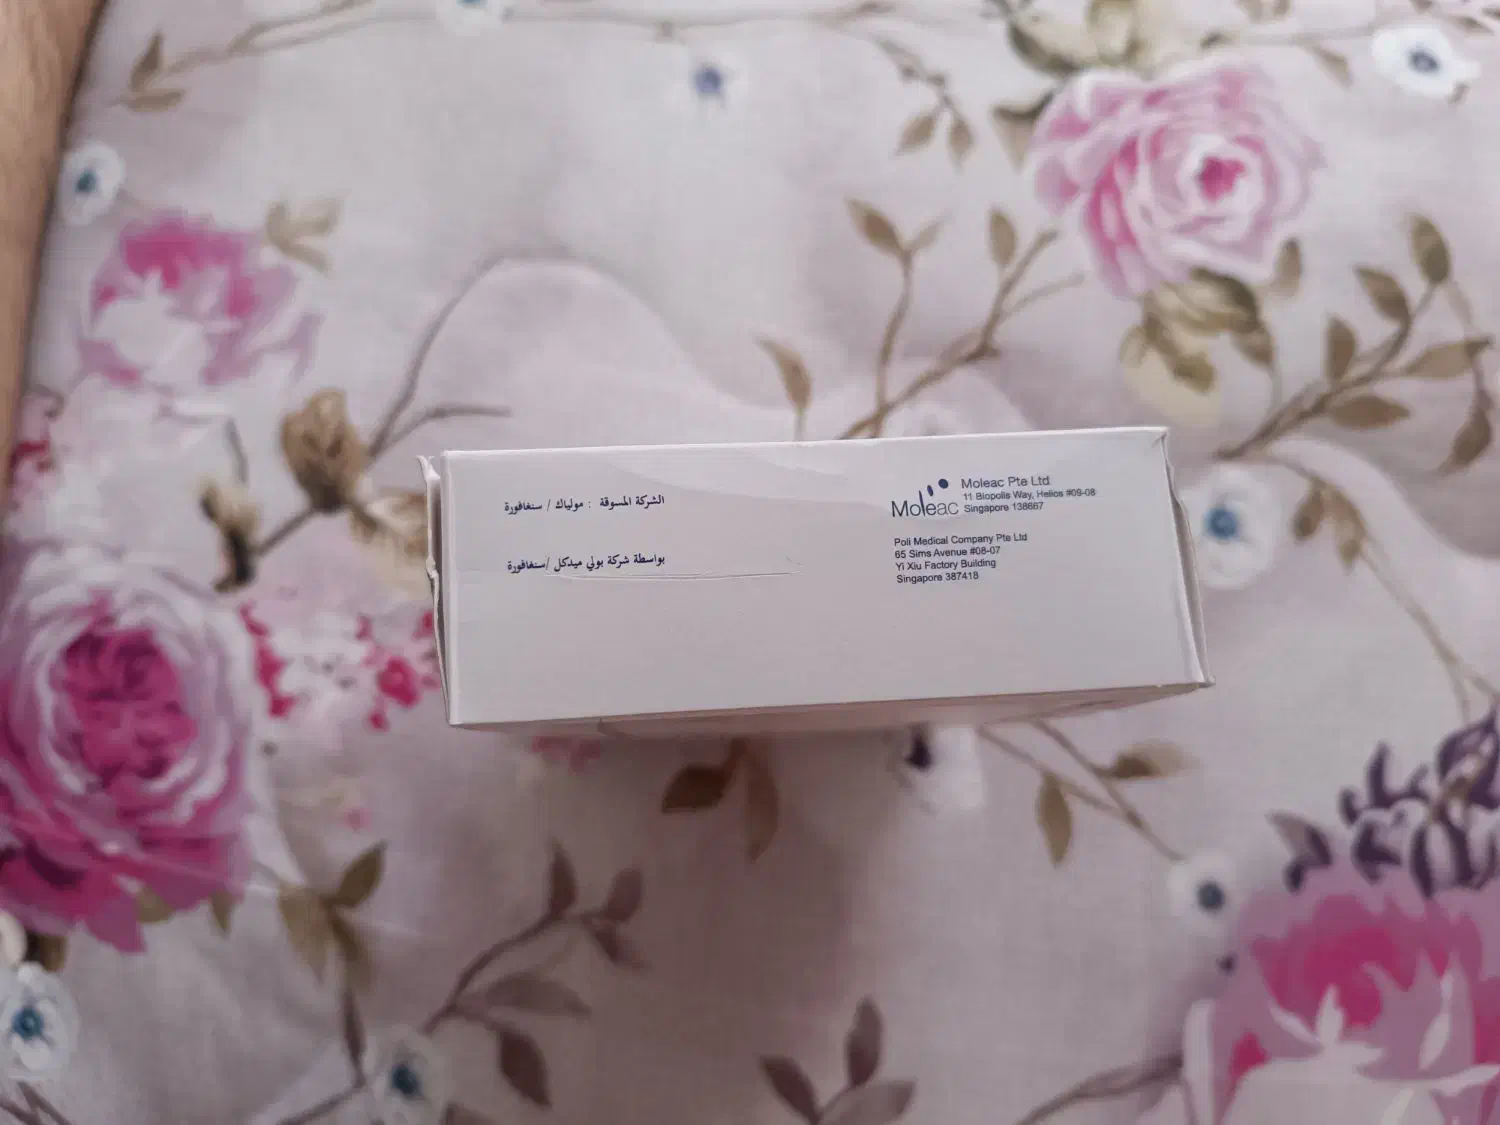 الشركة المسوقة : مولياك / سنغافورة
بواسطة شركة بولي ميدكل /سنغافورة
Moleac
Moleac Pte Ltd
11 Biopolis Way, Helios #09-08
Singapore 138667
Poli Medical Company Pte Ltd
65 Sims Avenue #08-07
Yi Xiu Factory Building
Singapore 387418